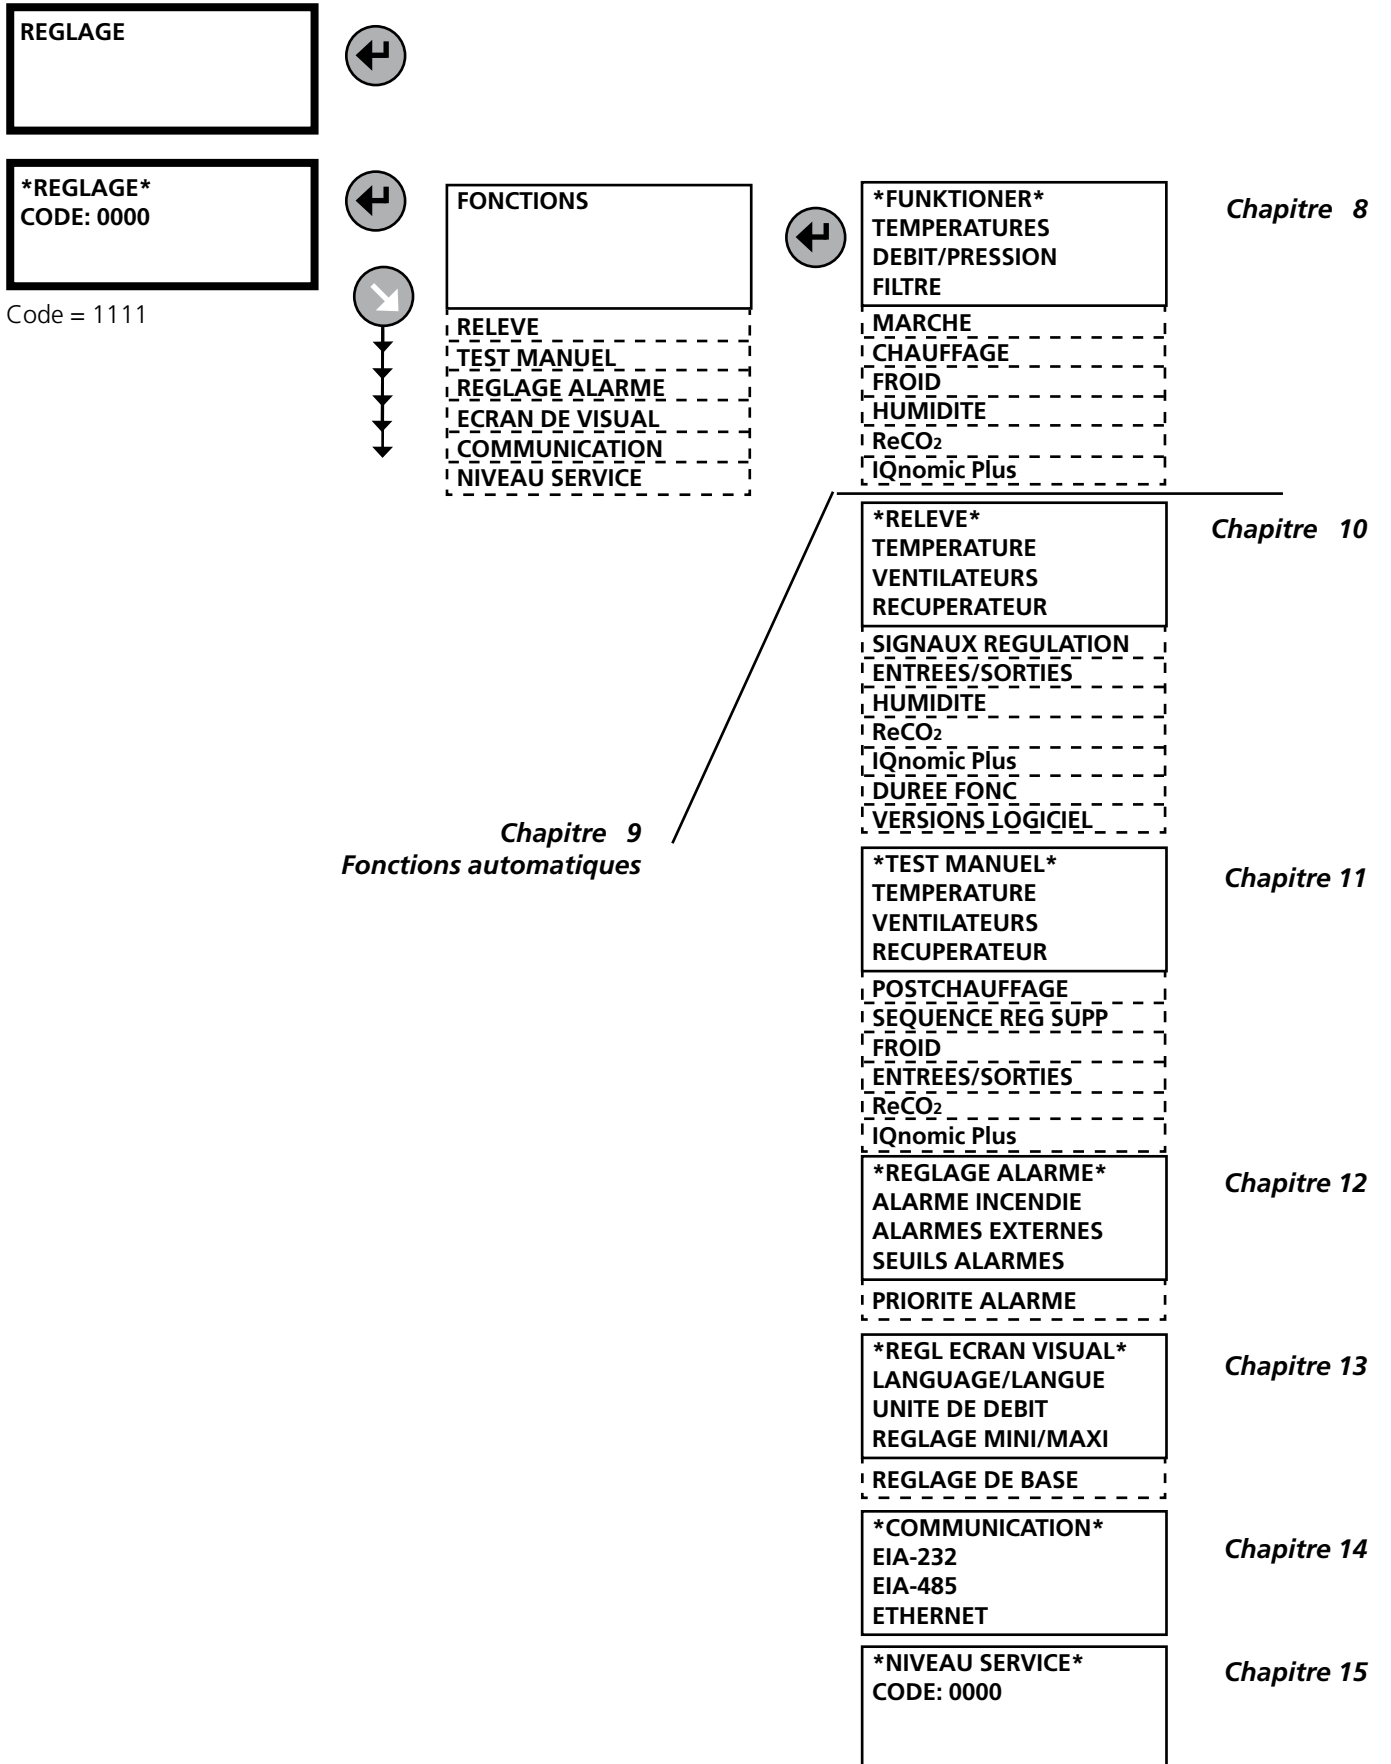 REGLAGE
*REGLAGE*
CODE: 0000
Code = 1111
FONCTIONS
RELEVE
TEST MANUEL
REGLAGE ALARME
ECRAN DE VISUAL
COMMUNICATION
NIVEAU SERVICE
*FUNKTIONER*
TEMPERATURES
DEBIT/PRESSION
FILTRE
MARCHE
CHAUFFAGE
FROID
HUMIDITE
ReCO2
IQnomic Plus
Chapitre 8
Chapitre 9
Fonctions automatiques
*RELEVE*
TEMPERATURE
VENTILATEURS
RECUPERATEUR
SIGNAUX REGULATION
ENTREES/SORTIES
HUMIDITE
ReCO2
IQnomic Plus
DUREE FONC
VERSIONS LOGICIEL
Chapitre 10
*TEST MANUEL*
TEMPERATURE
VENTILATEURS
RECUPERATEUR
POSTCHAUFFAGE
SEQUENCE REG SUPP
FROID
ENTREES/SORTIES
ReCO2
IQnomic Plus
Chapitre 11
*REGLAGE ALARME*
ALARME INCENDIE
ALARMES EXTERNES
SEUILS ALARMES
PRIORITE ALARME
Chapitre 12
*REGL ECRAN VISUAL*
LANGUAGE/LANGUE
UNITE DE DEBIT
REGLAGE MINI/MAXI
REGLAGE DE BASE
Chapitre 13
*COMMUNICATION*
EIA-232
EIA-485
ETHERNET
Chapitre 14
*NIVEAU SERVICE*
CODE: 0000
Chapitre 15